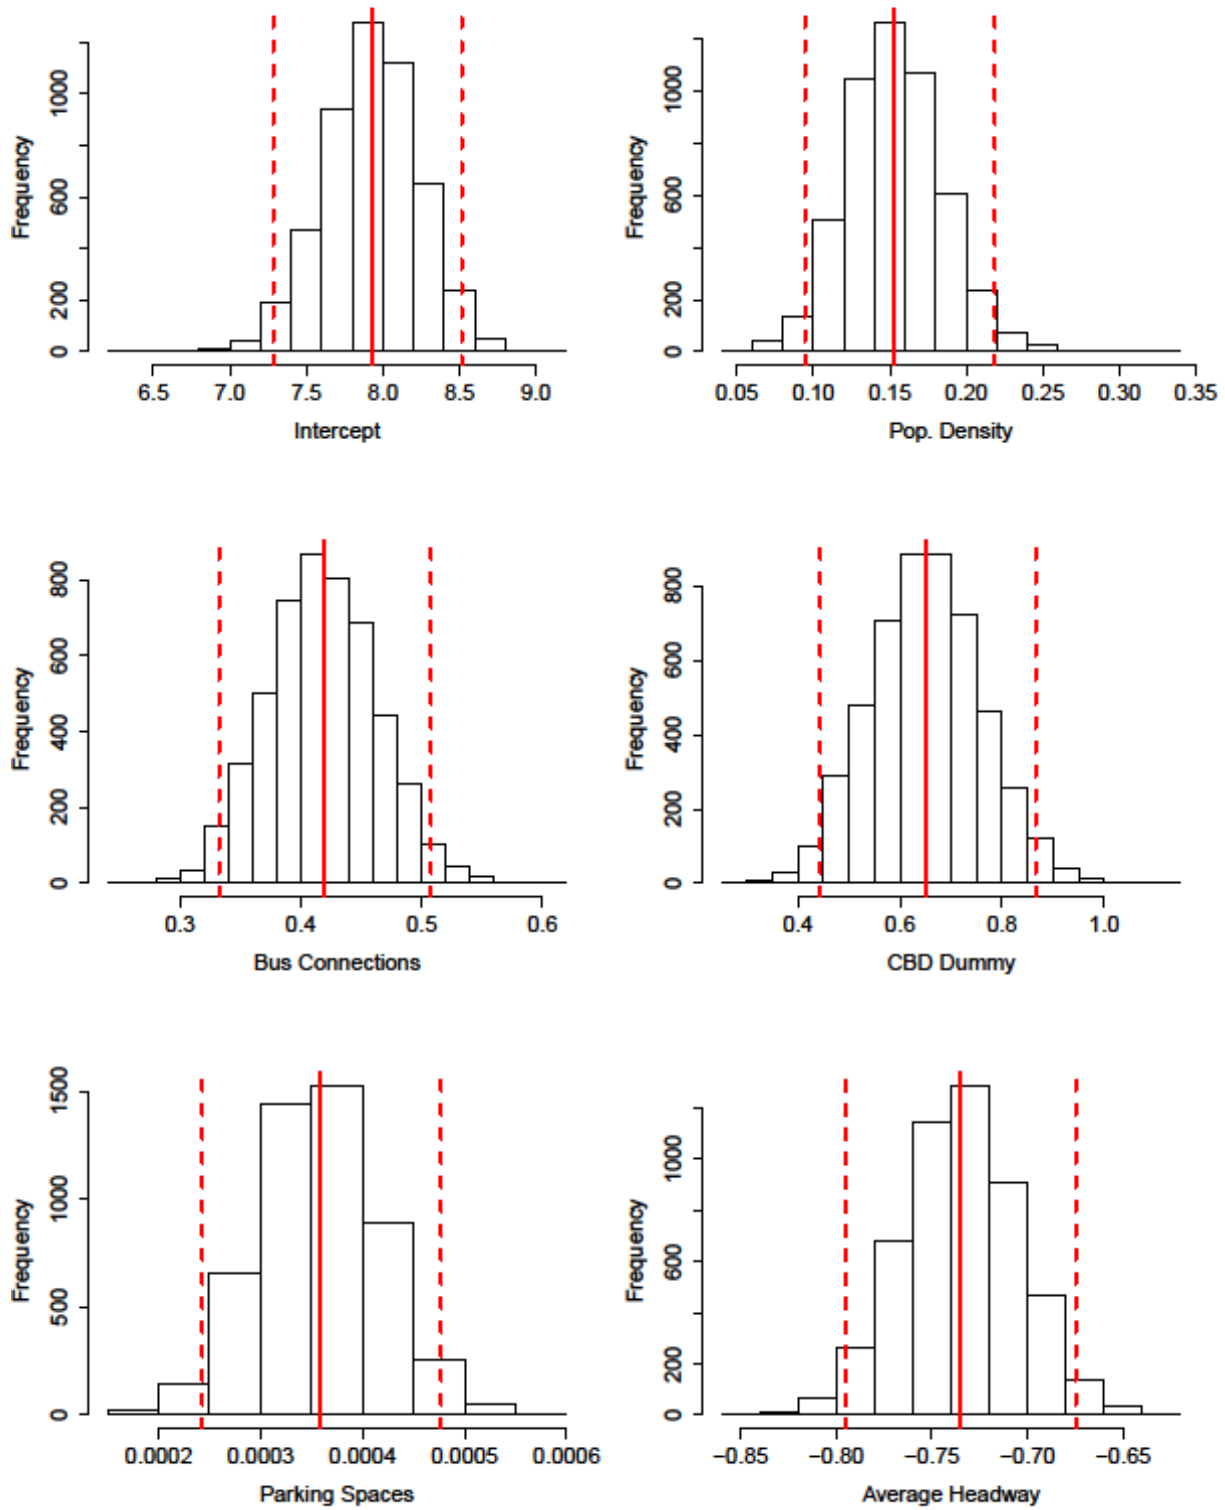 Frequency
0 200 600 1000
6.5 7.0 7.5 8.0 8.5 9.0
Intercept
Frequency
0 200 600 1000
0.05 0.10 0.15 0.20 0.25 0.30 0.35
Pop. Density
Frequency
0 200 400 600 800
0.3 0.4 0.5 0.6
Bus Connections
Frequency
0 200 400 600 800
0.4 0.6 0.8 1.0
CBD Dummy
Frequency
0 500 1000 1500
0.0002 0.0003 0.0004 0.0005 0.0006
Parking Spaces
Frequency
0 200 600 1000
−0.85 −0.80 −0.75 −0.70 −0.65
Average Headway